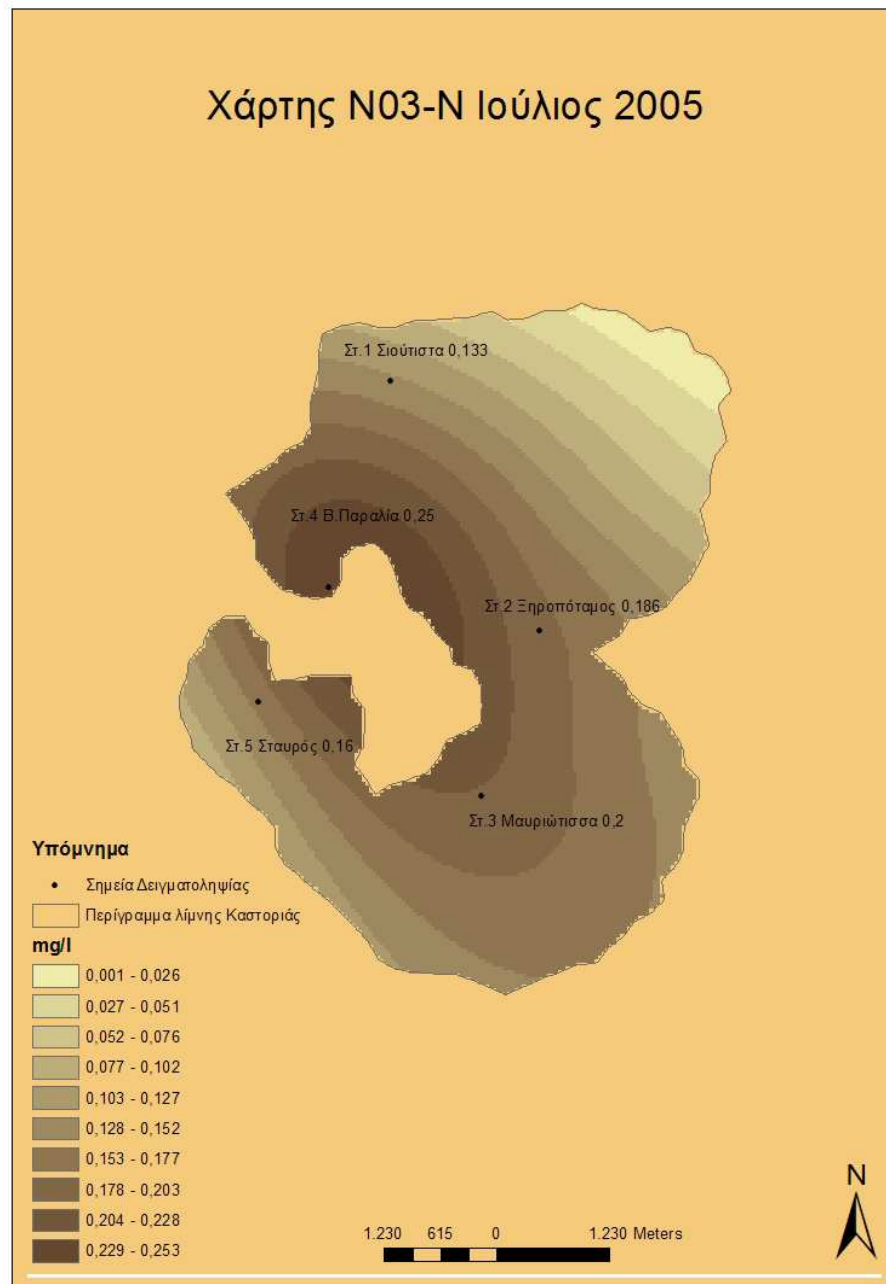 Χάρτης N03-N Ιούλιος 2005
Στ.1 Σιούτιστα 0,133
Στ.4 Β.Παραλία 0,25
Στ.2 Ξηροπόταμος 0,186
Στ.5 Σταυρός 0,16
Στ.3 Μαυριώτισσα 0,2
Υπόμνημα
Σημεία Δειγματοληψίας
Περίγραμμα λίμνης Καστοριάς
mg/l
0,001 - 0,026
0,027 - 0,051
0,052 - 0,076
0,077 - 0,102
0,103 - 0,127
0,128 - 0,152
0,153 - 0,177
0,178 - 0,203
0,204 - 0,228
0,229 - 0,253
1.230 615 0 1.230 Meters
N